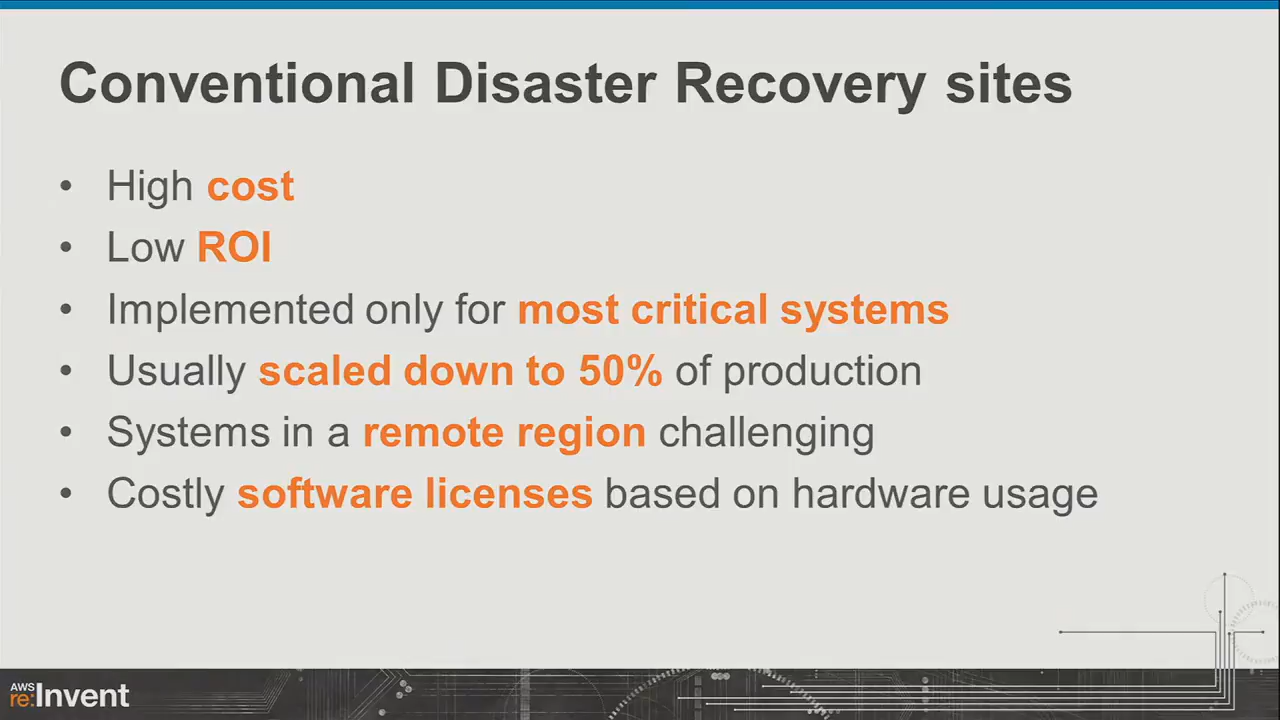 Conventional Disaster Recovery sites
• High cost
• Low ROI
• Implemented only for most critical systems
• Usually scaled down to 50% of production
• Systems in a remote region challenging
• Costly software licenses based on hardware usage
AWS
re:Invent